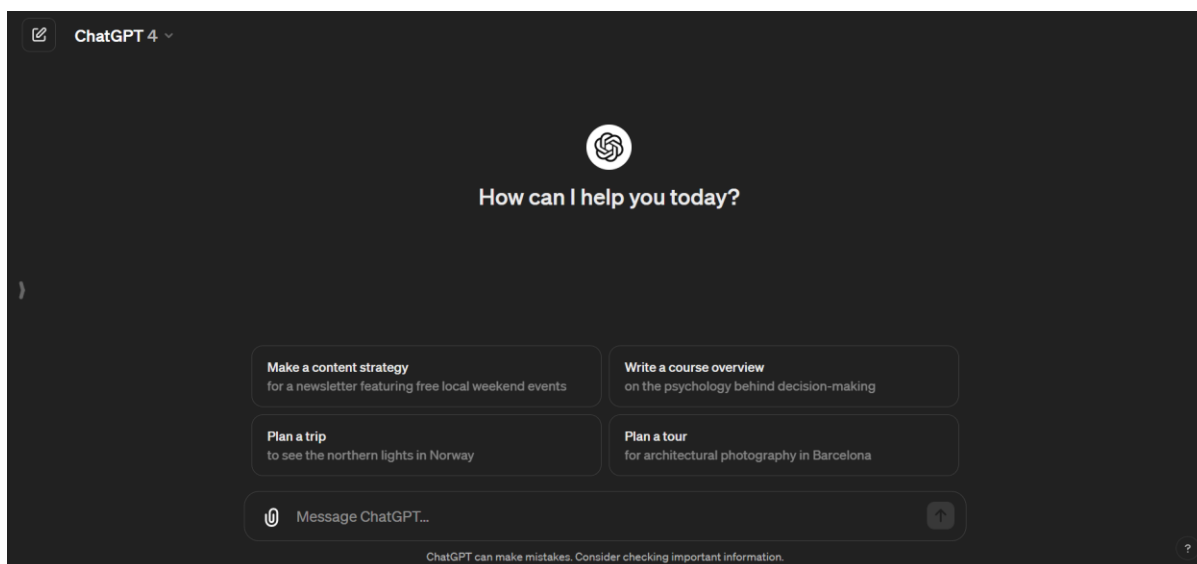 ChatGPT 4
How can I help you today?
Make a content strategy
for a newsletter featuring free local weekend events
Write a course overview
on the psychology behind decision-making
Plan a trip
to see the northern lights in Norway
Plan a tour
for architectural photography in Barcelona
Message ChatGPT...
ChatGPT can make mistakes. Consider checking important information.
?